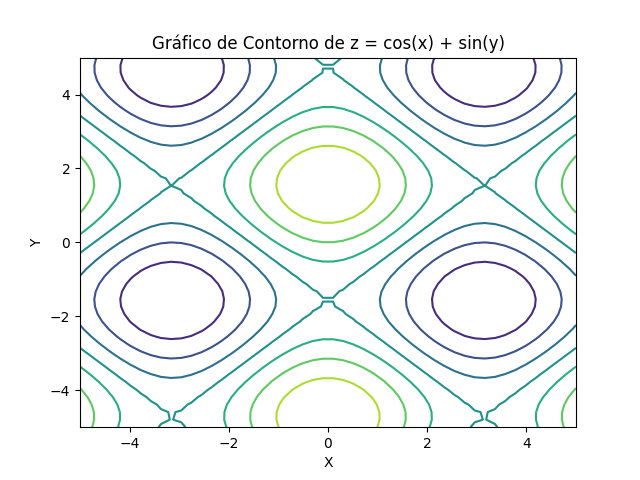 Gráfico de Contorno de z = cos(x) + sin(y)
4
2
0
−2
−4
Y
−4 −2 0 2 4
X